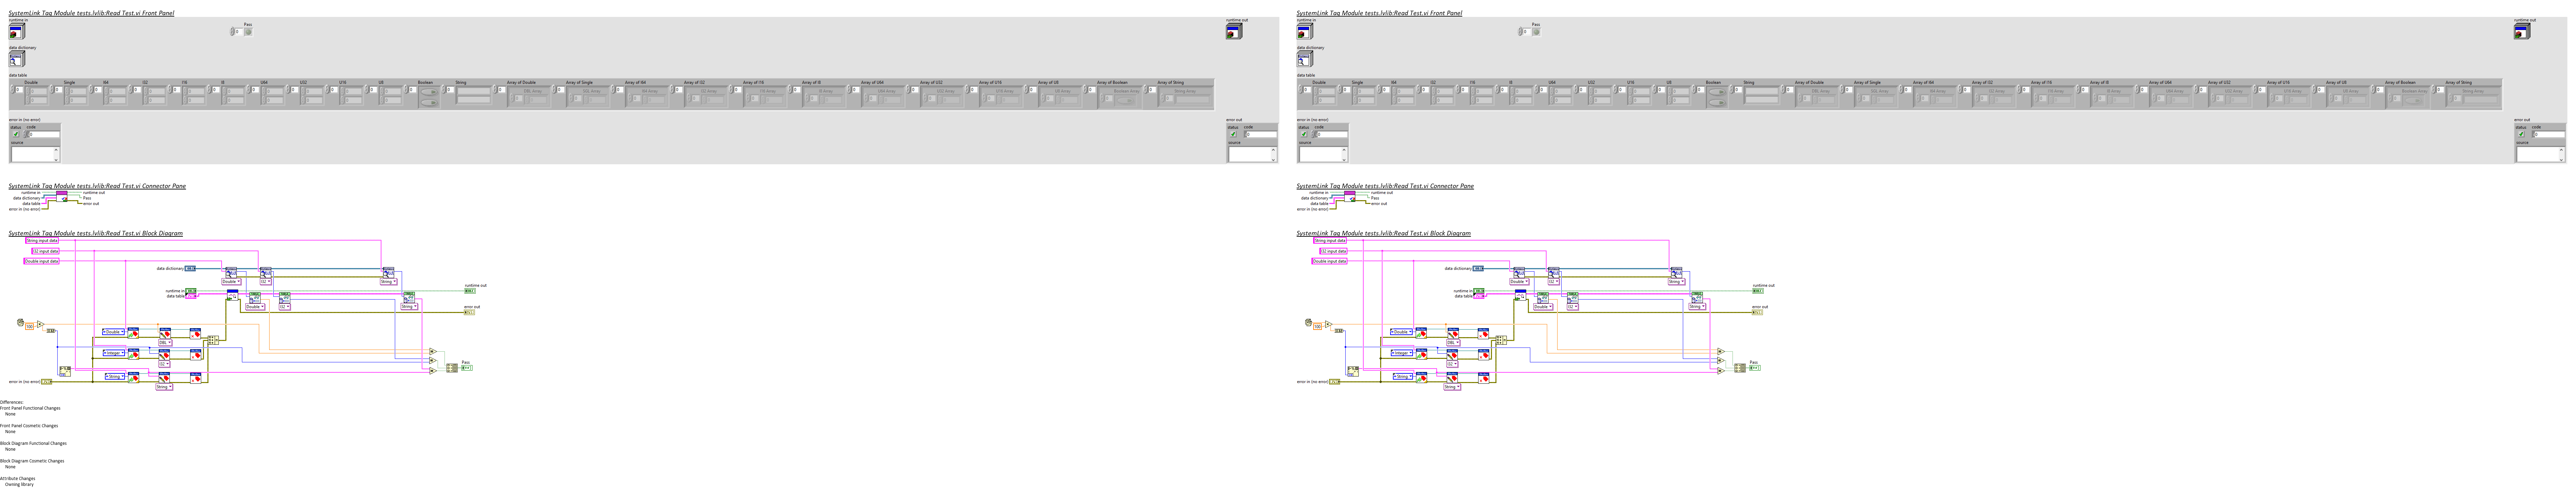 SystemLink Tag Module tests.lvlib:Read Test.vi Front Panel
runtime in
Pass
runtime out
data dictionary
data table
Double Single I64 I32 I16 I8 U64 U32 U16 U8 Boolean String Array of Double Array of Single Array of I64 Array of I32 Array of I16 Array of I8 Array of U64 Array of U32 Array of U16 Array of U8 Array of Boolean Array of String
error in (no error)
status code
source
error out
status code
source
SystemLink Tag Module tests.lvlib:Read Test.vi Connector Pane
runtime in
runtime out
data dictionary
Pass
data table
error out
error in (no error)
SystemLink Tag Module tests.lvlib:Read Test.vi Block Diagram
String input data
I32 input data
Double input data
data dictionary
Double
I32
String
runtime in
runtime out
data table
Double
I32
String
error out
100
Double
DBL
Integer
I32
Pass
error in (no error)
String
String
Differences:
Front Panel Functional Changes
None
Front Panel Cosmetic Changes
None
Block Diagram Functional Changes
None
Block Diagram Cosmetic Changes
None
Attribute Changes
Owning library
SystemLink Tag Module tests.lvlib:Read Test.vi Front Panel
runtime in
Pass
runtime out
data dictionary
data table
Double Single I64 I32 I16 I8 U64 U32 U16 U8 Boolean String Array of Double Array of Single Array of I64 Array of I32 Array of I16 Array of I8 Array of U64 Array of U32 Array of U16 Array of U8 Array of Boolean Array of String
error in (no error)
status code
source
error out
status code
source
SystemLink Tag Module tests.lvlib:Read Test.vi Connector Pane
runtime in
runtime out
data dictionary
Pass
data table
error out
error in (no error)
SystemLink Tag Module tests.lvlib:Read Test.vi Block Diagram
String input data
I32 input data
Double input data
data dictionary
Double
I32
String
runtime in
runtime out
data table
Double
I32
String
error out
100
Double
DBL
Integer
I32
Pass
error in (no error)
String
String